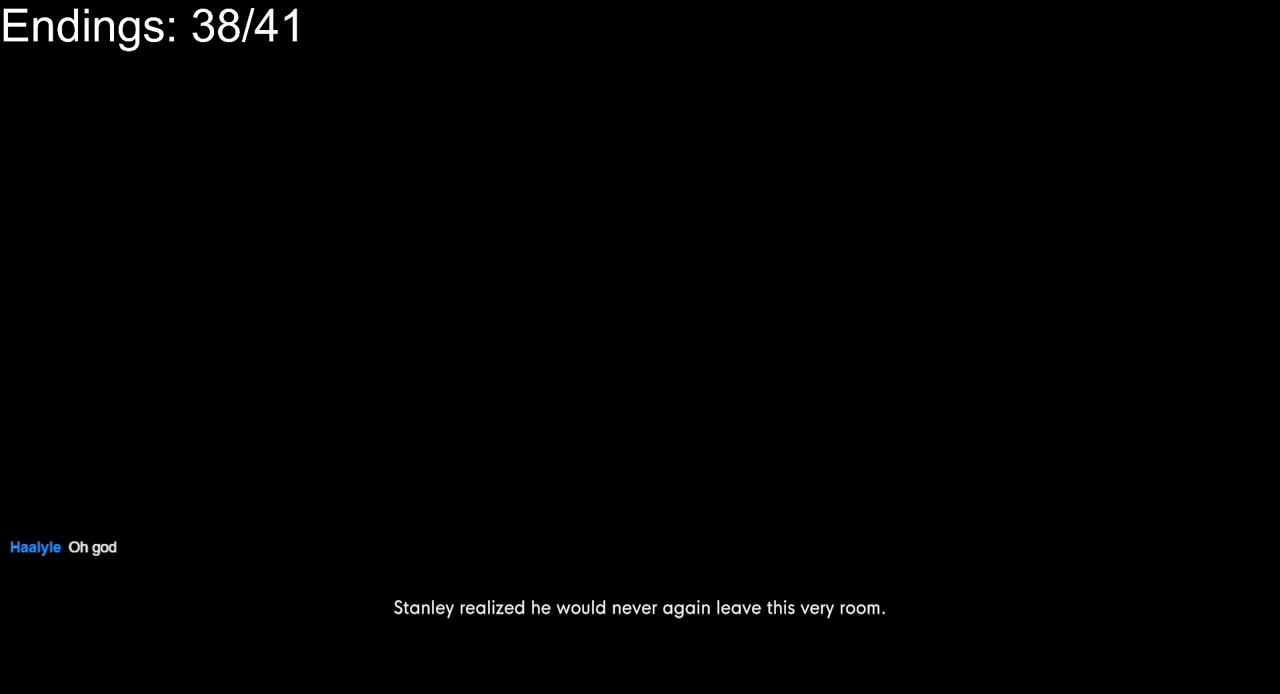 Endings: 38/41
Haalyle Oh god
Stanley realized he would never again leave this very room.